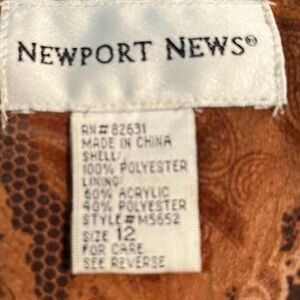 NEWPORT NEWS®
RN#82631
MADE IN CHINA
SHELL:
100% POLYESTER
LINING:
60% ACRYLIC
40% POLYESTER
STYLE#M5652
SIZE 12
FOR CARE
SEE REVERSE